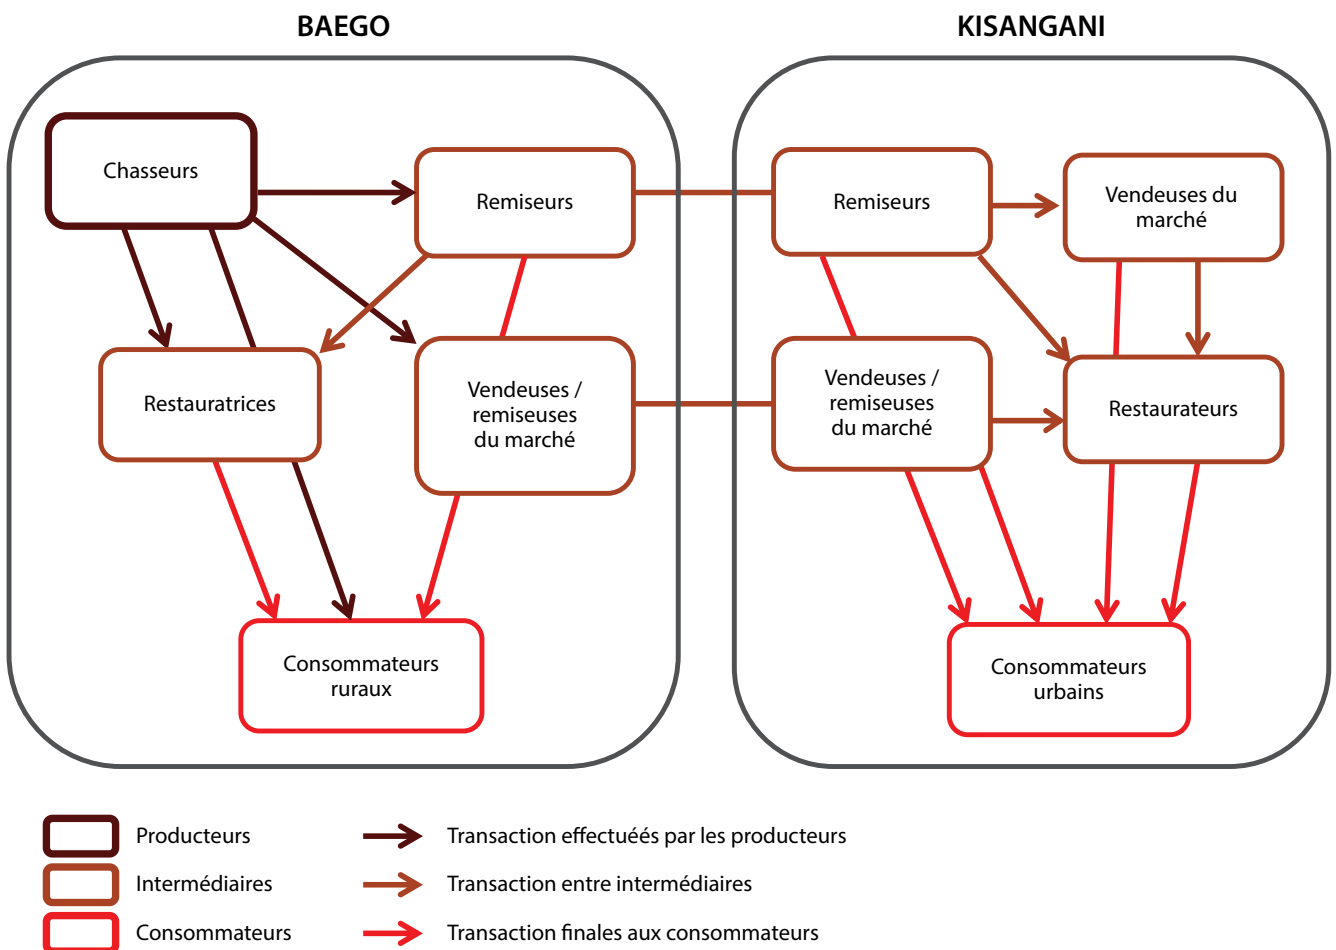 BAEGO
KISANGANI
Chasseurs
Remiseurs
Restauratrices
Vendeuses /
remiseuses
du marché
Consommateurs
ruraux
Remiseurs
Vendeuses du
marché
Vendeuses /
remiseuses
du marché
Restaurateurs
Consommateurs
urbains
Producteurs
Transaction effectuéés par les producteurs
Intermédiaires
Transaction entre intermédiaires
Consommateurs
Transaction finales aux consommateurs